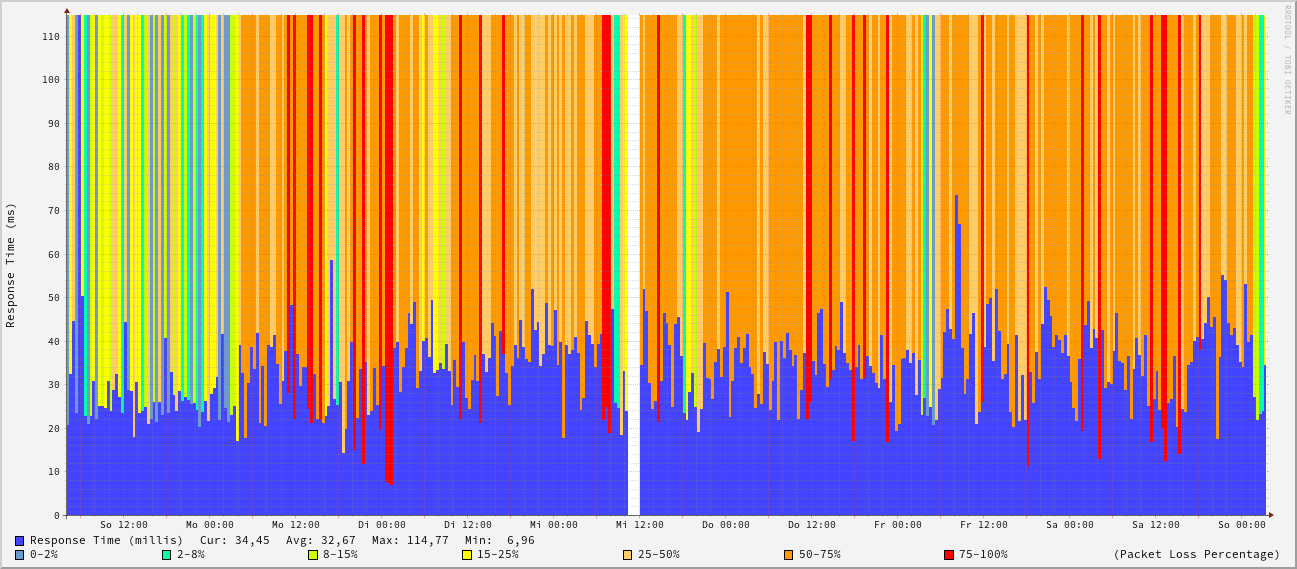 RRDTOOL / TOBI OETIKER
Response Time (ms)
110
100
90
80
70
60
50
40
30
20
10
0
So 12:00 Mo 00:00 Mo 12:00 Di 00:00 Di 12:00 Mi 00:00 Mi 12:00 Do 00:00 Do 12:00 Fr 00:00 Fr 12:00 Sa 00:00 Sa 12:00 So 00:00
Response Time (millis) Cur: 34,45 Avg: 32,67 Max: 114,77 Min: 6,96
0-2% 2-8% 8-15% 15-25% 25-50% 50-75% 75-100% (Packet Loss Percentage)